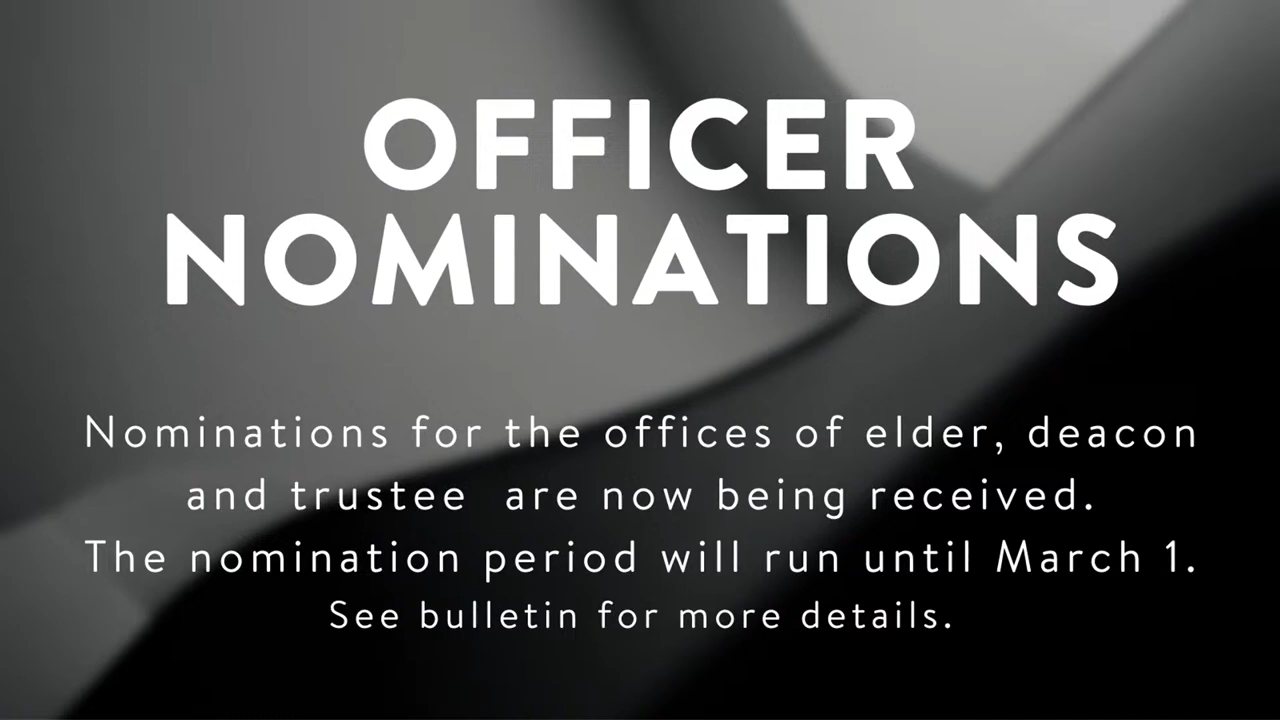 OFFICER
NOMINATIONS
Nominations for the offices of elder, deacon
and trustee  are now being received.
The nomination period will run until March 1.
See bulletin for more details.